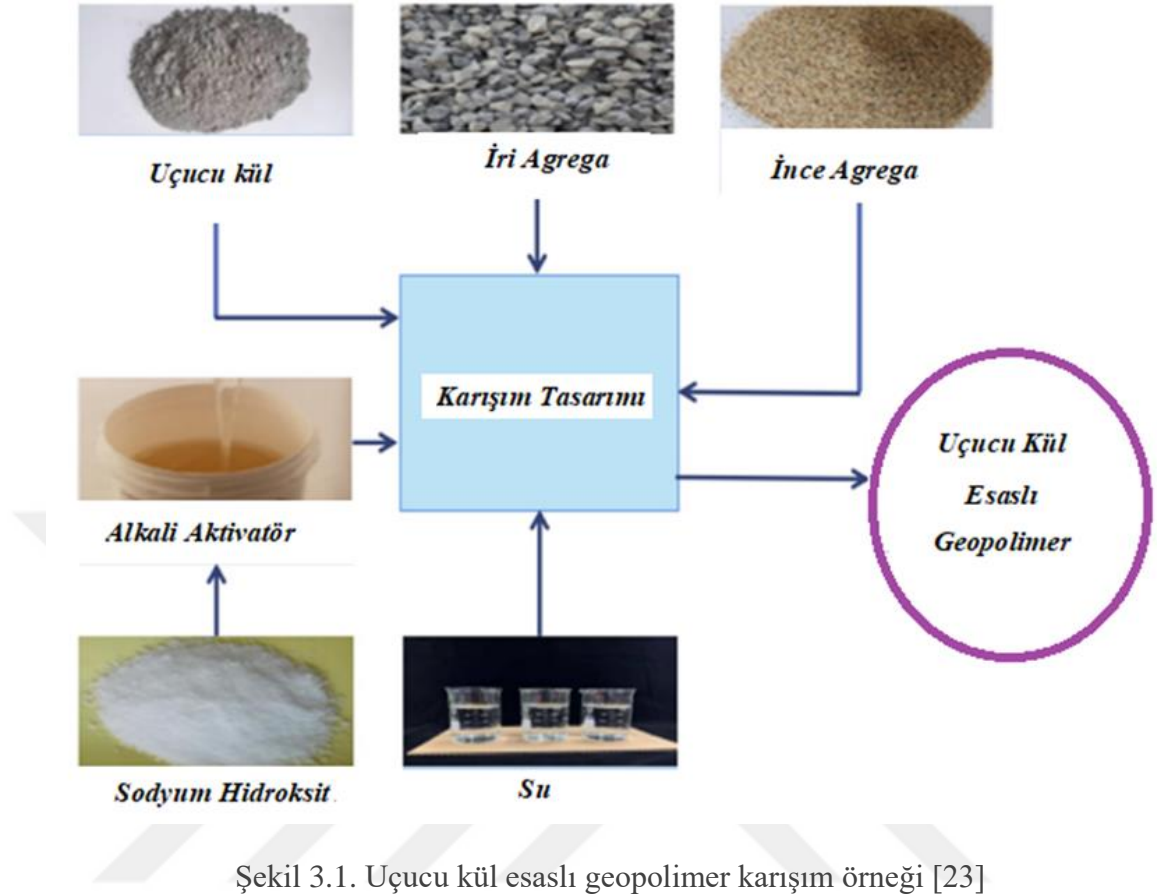 Uçucu kül
İri Agrega
İnce Agrega
Karışım Tasarımı
Alkali Aktivatör
Uçucu Kül
Esaslı
Geopolimer
Sodyum Hidroksit
Su
Şekil 3.1. Uçucu kül esaslı geopolimer karışım örneği [23]